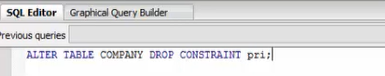 SQL Editor Graphical Query Builder
Previous queries
ALTER TABLE COMPANY DROP CONSTRAINT pri;